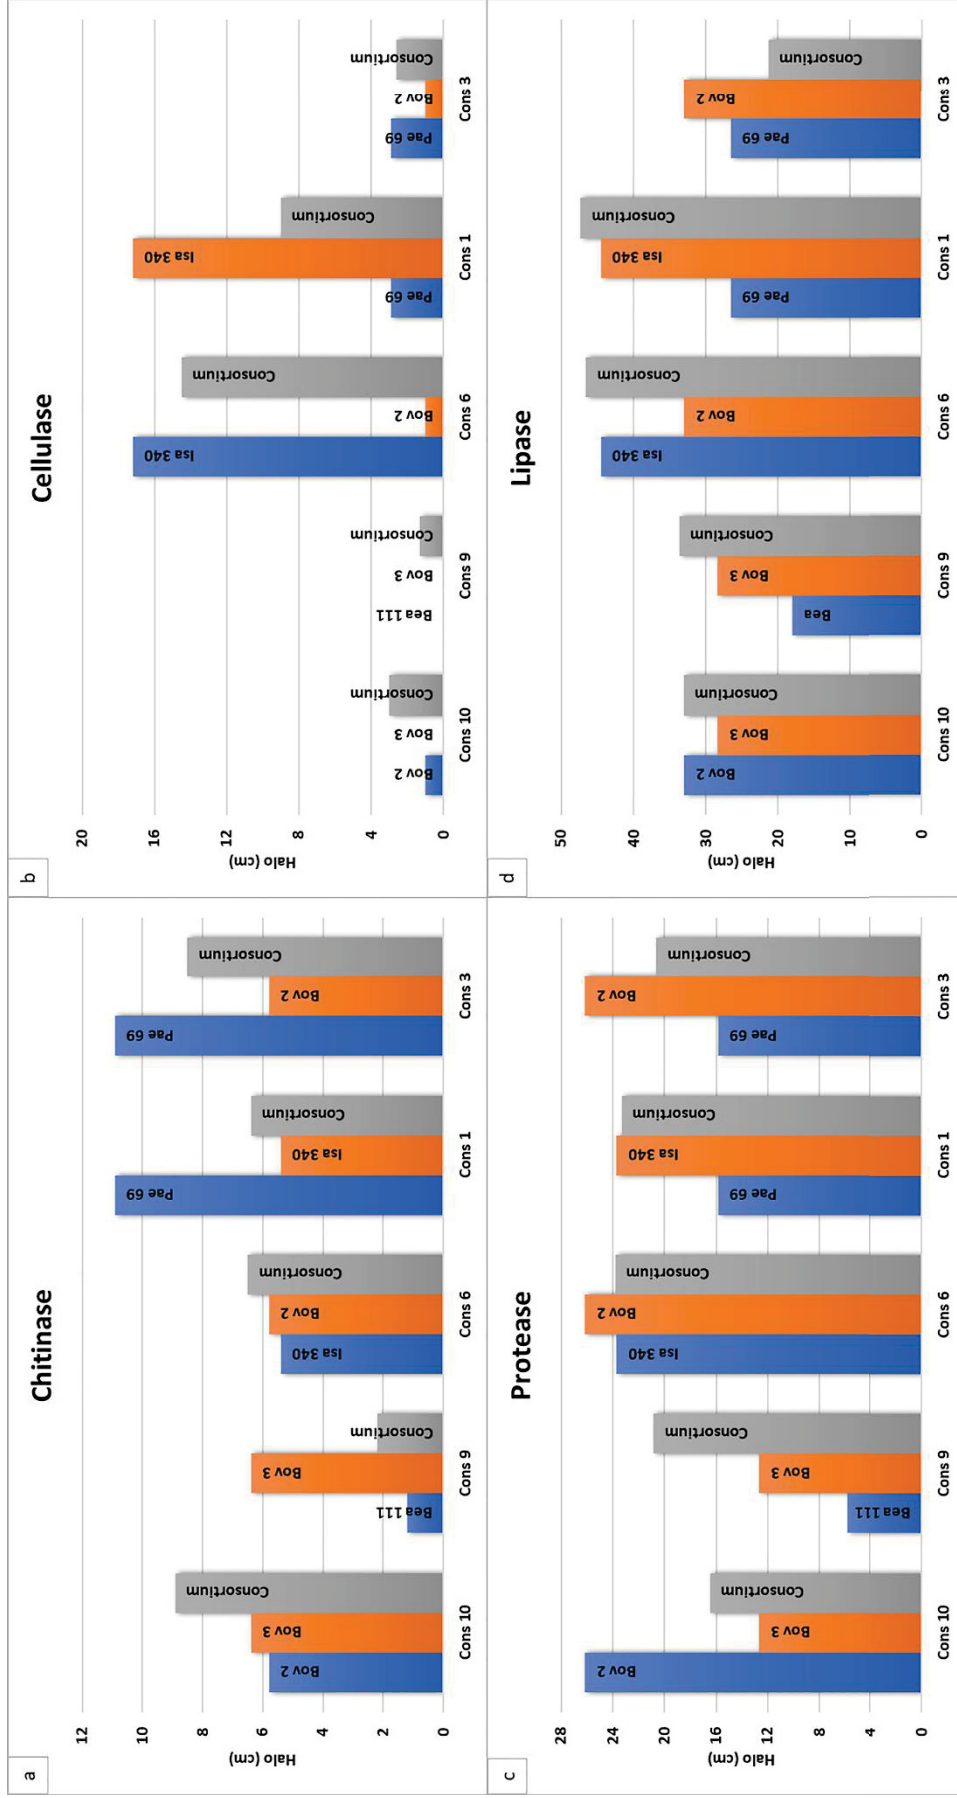 a
Chitinase
Halo (cm)
12
10
8
6
4
2
0
Bov 2
Bov 3
Consortium
Bea 111
Bov 3
Consortium
Isa 340
Bov 2
Consortium
Pae 69
Isa 340
Consortium
Pae 69
Bov 2
Consortium
Cons 10
Cons 9
Cons 6
Cons 1
Cons 3
b
Cellulase
Halo (cm)
20
16
12
8
4
0
Bov 2
Bov 3
Consortium
Bea 111
Bov 3
Consortium
Isa 340
Bov 2
Consortium
Pae 69
Isa 340
Consortium
Pae 69
Bov 2
Consortium
Cons 10
Cons 9
Cons 6
Cons 1
Cons 3
c
Protease
Halo (cm)
28
24
20
16
12
8
4
0
Bov 2
Bov 3
Consortium
Bea 111
Bov 3
Consortium
Isa 340
Bov 2
Consortium
Pae 69
Isa 340
Consortium
Pae 69
Bov 2
Consortium
Cons 10
Cons 9
Cons 6
Cons 1
Cons 3
d
Lipase
Halo (cm)
50
40
30
20
10
0
Bov 2
Bov 3
Consortium
Bea
Bov 3
Consortium
Isa 340
Bov 2
Consortium
Pae 69
Isa 340
Consortium
Pae 69
Bov 2
Consortium
Cons 10
Cons 9
Cons 6
Cons 1
Cons 3